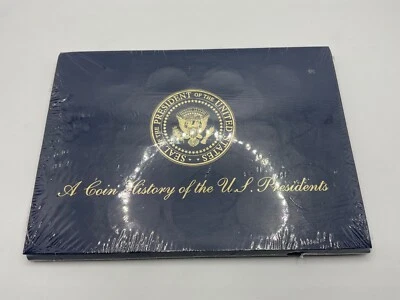 SEAL OF THE PRESIDENT OF THE UNITED STATES
A Coin History of the U.S. Presidents